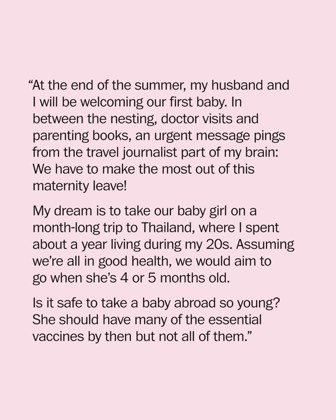 “At the end of the summer, my husband and
I will be welcoming our first baby. In
between the nesting, doctor visits and
parenting books, an urgent message pings
from the travel journalist part of my brain:
We have to make the most out of this
maternity leave!
My dream is to take our baby girl on a
month-long trip to Thailand, where I spent
about a year living during my 20s. Assuming
we’re all in good health, we would aim to
go when she’s 4 or 5 months old.
Is it safe to take a baby abroad so young?
She should have many of the essential
vaccines by then but not all of them.”